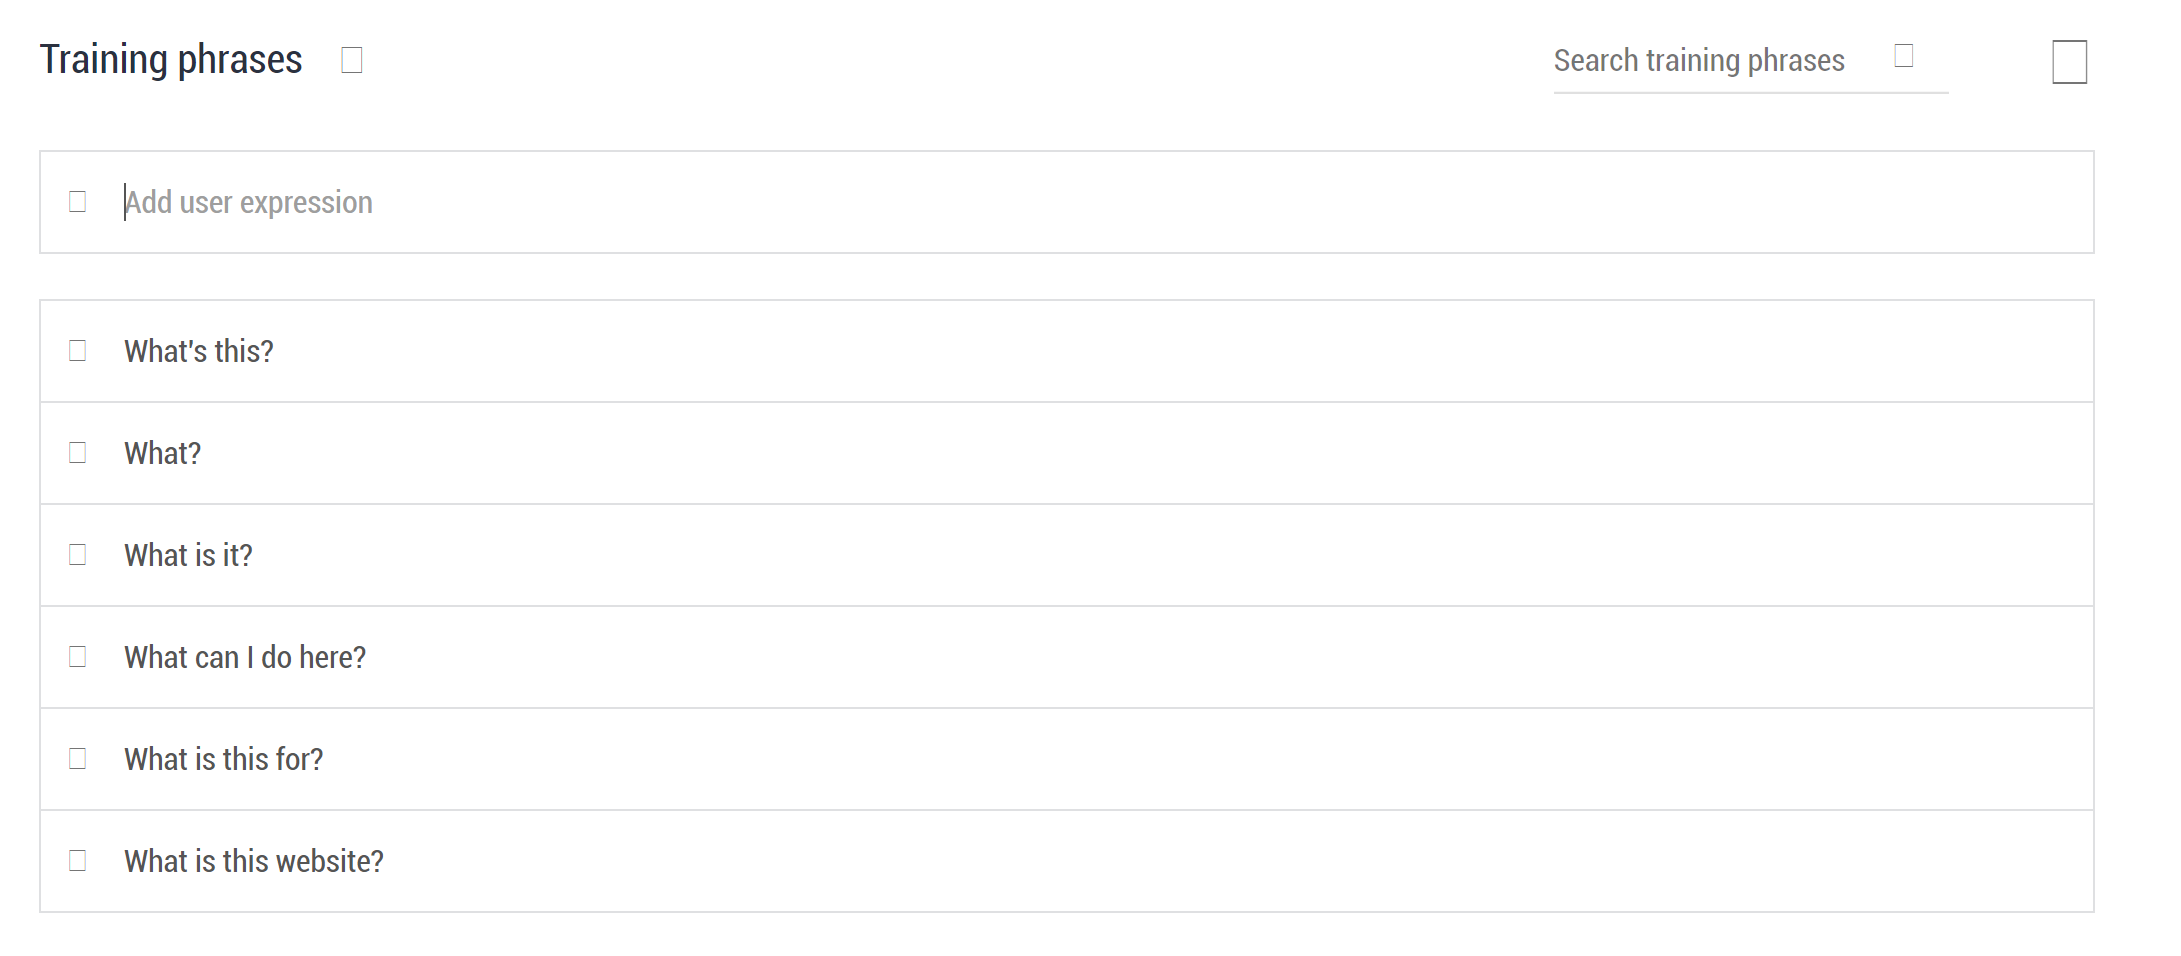 Training phrases
Search training phrases
Add user expression
What's this?
What?
What is it?
What can I do here?
What is this for?
What is this website?